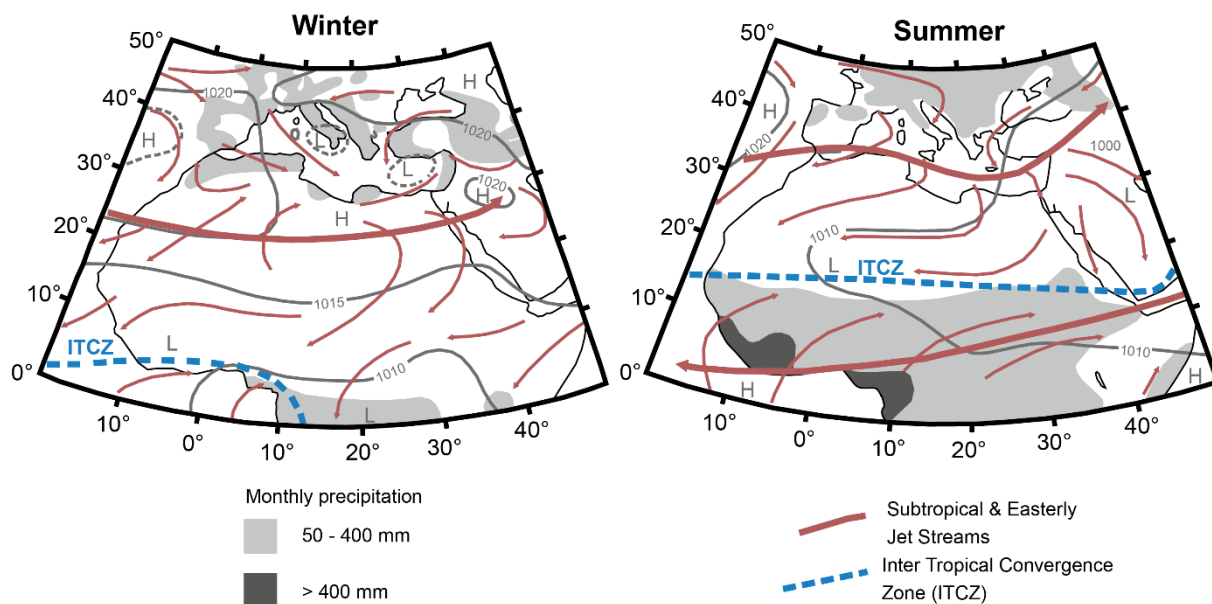 Winter
50°
40°
30°
20°
10°
0°
10°
0°
10°
20°
30°
40°
H
1020
H
1020
L
1020
H
H
1015
ITCZ
L
1010
L
Summer
50°
40°
30°
20°
10°
0°
10°
0°
10°
20°
30°
40°
H
1020
1000
L
1010
L
ITCZ
1010
H
H
Monthly precipitation
50 - 400 mm
> 400 mm
Subtropical & Easterly
Jet Streams
Inter Tropical Convergence
Zone (ITCZ)